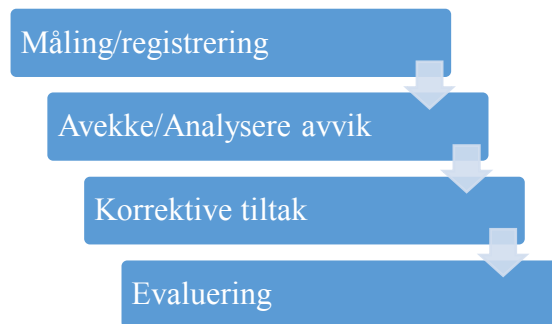 Måling/registrering
Avekke/Analysere avvik
Korrektive tiltak
Evaluering